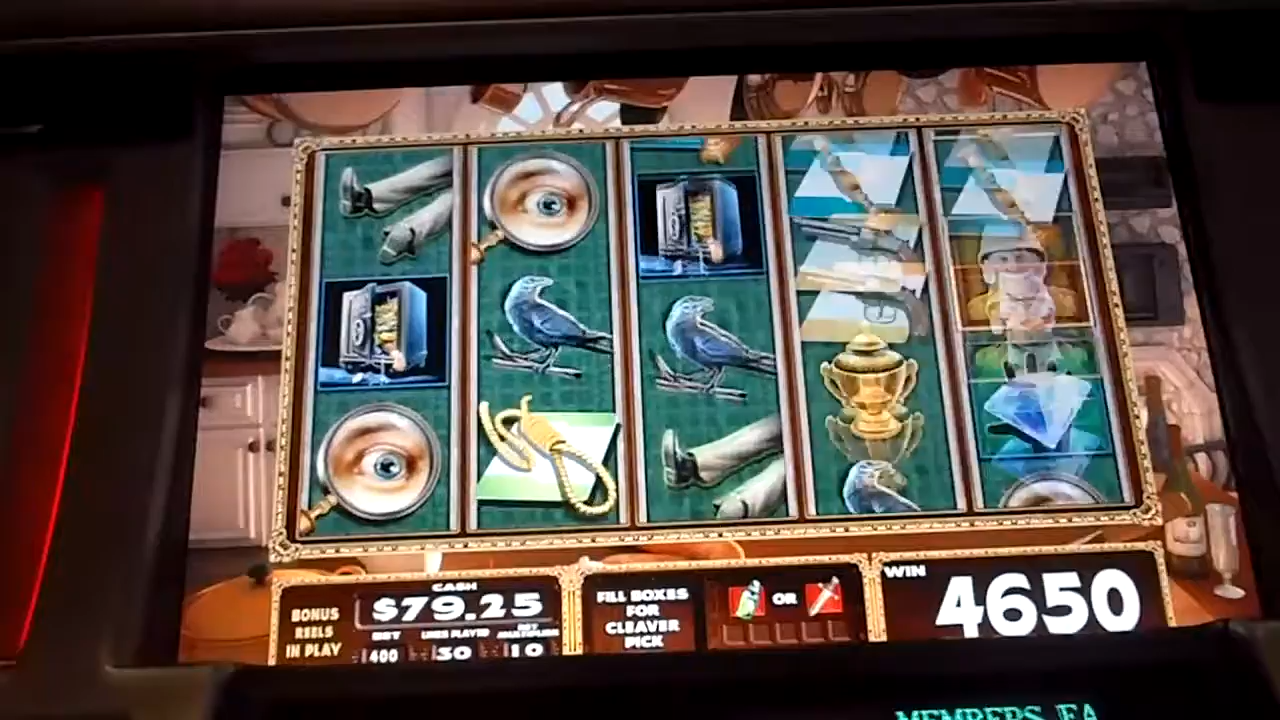 BONUS
REELS
IN PLAY
CASH
$79.25
BET LINES PLAYED BET MULTIPLIER
400 30 10
FILL BOXES
FOR
CLEAVER
PICK
OR
WIN
4650
MEMBERS EA